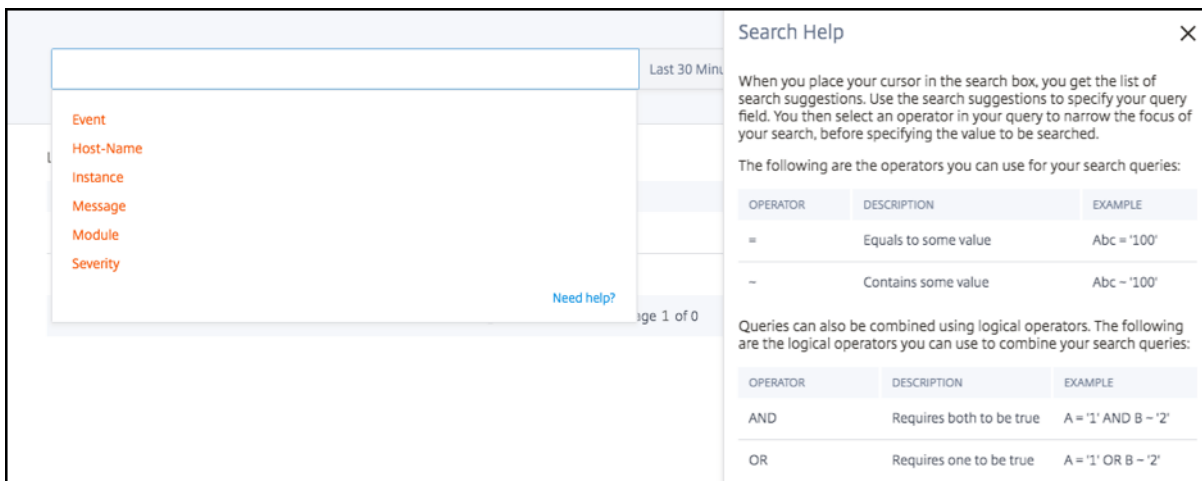 Search Help
Last 30 Minu
When you place your cursor in the search box, you get the list of
search suggestions. Use the search suggestions to specify your query
field. You then select an operator in your query to narrow the focus of
your search, before specifying the value to be searched.
Event
Host-Name
Instance
Message
Module
Severity
Need help?
age 1 of 0
The following are the operators you can use for your search queries:
OPERATOR DESCRIPTION EXAMPLE
= Equals to some value Abc = '100'
~ Contains some value Abc ~ '100'
Queries can also be combined using logical operators. The following
are the logical operators you can use to combine your search queries:
OPERATOR DESCRIPTION EXAMPLE
AND Requires both to be true A = '1' AND B ~ '2'
OR Requires one to be true A = '1' OR B ~ '2'